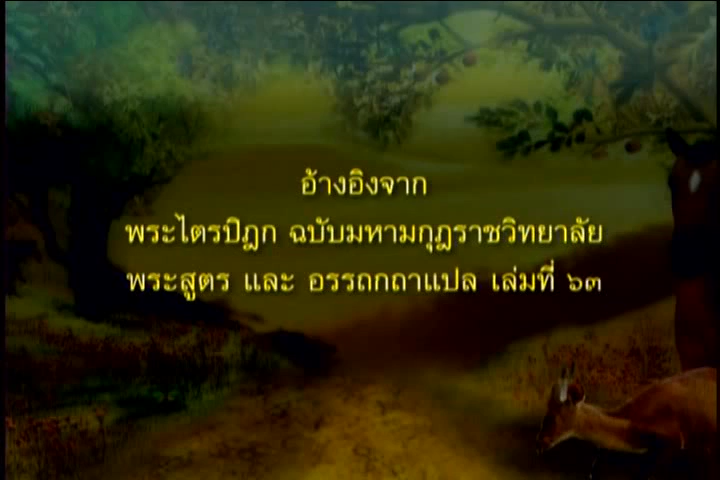 อ้างอิงจาก
พระไตรปิฎก ฉบับมหามกุฎราชวิทยาลัย
พระสูตร และ อรรถกถาแปล เล่มที่ ๖๓